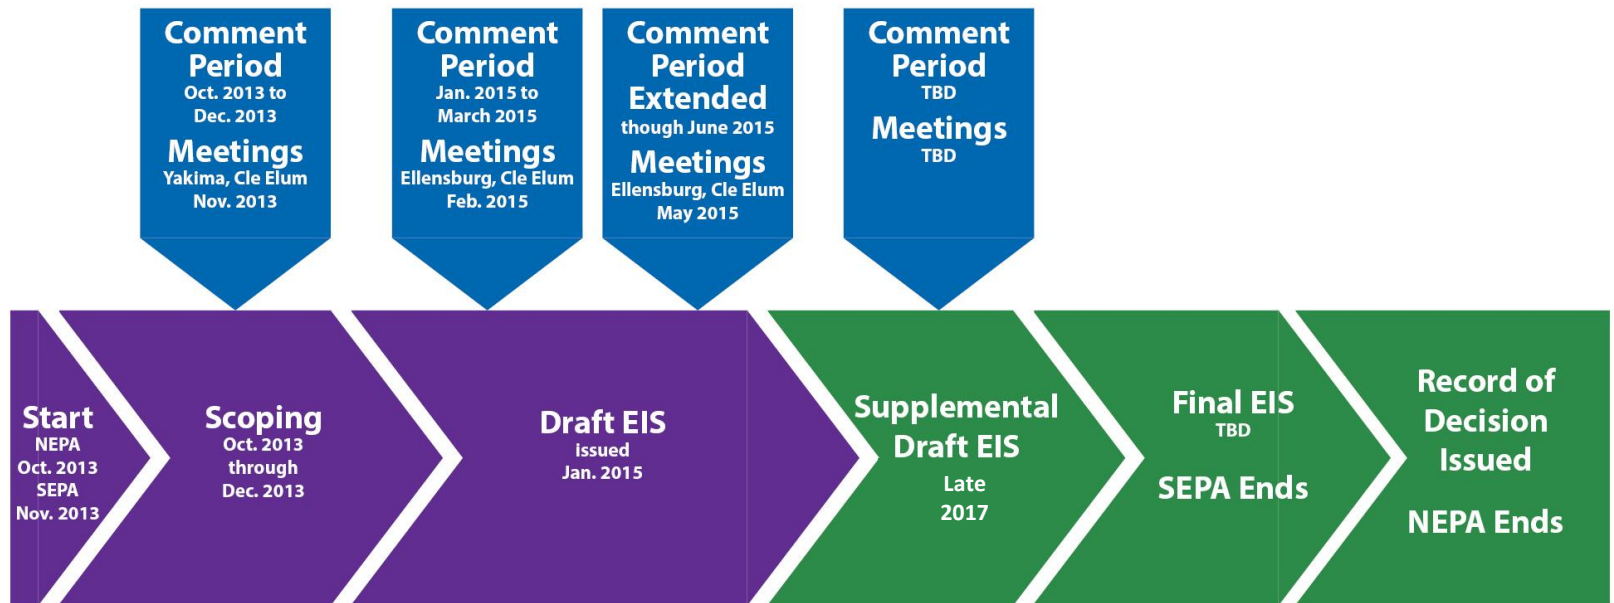 Comment
Period
Oct. 2013 to
Dec. 2013
Meetings
Yakima, Cle Elum
Nov. 2013
Comment
Period
Jan. 2015 to
March 2015
Meetings
Ellensburg, Cle Elum
Feb. 2015
Comment
Period
Extended
though June 2015
Meetings
Ellensburg, Cle Elum
May 2015
Comment
Period
TBD
Meetings
TBD
Start
NEPA
Oct. 2013
SEPA
Nov. 2013
Scoping
Oct. 2013
through
Dec. 2013
Draft EIS
issued
Jan. 2015
Supplemental
Draft EIS
Late
2017
Final EIS
TBD
SEPA Ends
Record of
Decision
Issued
NEPA Ends